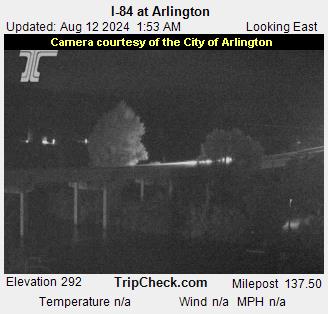 I-84 at Arlington
Updated: Aug 12 2024 1:53 AM Looking East
Camera courtesy of the City of Arlington
Elevation 292 TripCheck.com Milepost 137.50
Temperature n/a Wind n/a MPH n/a